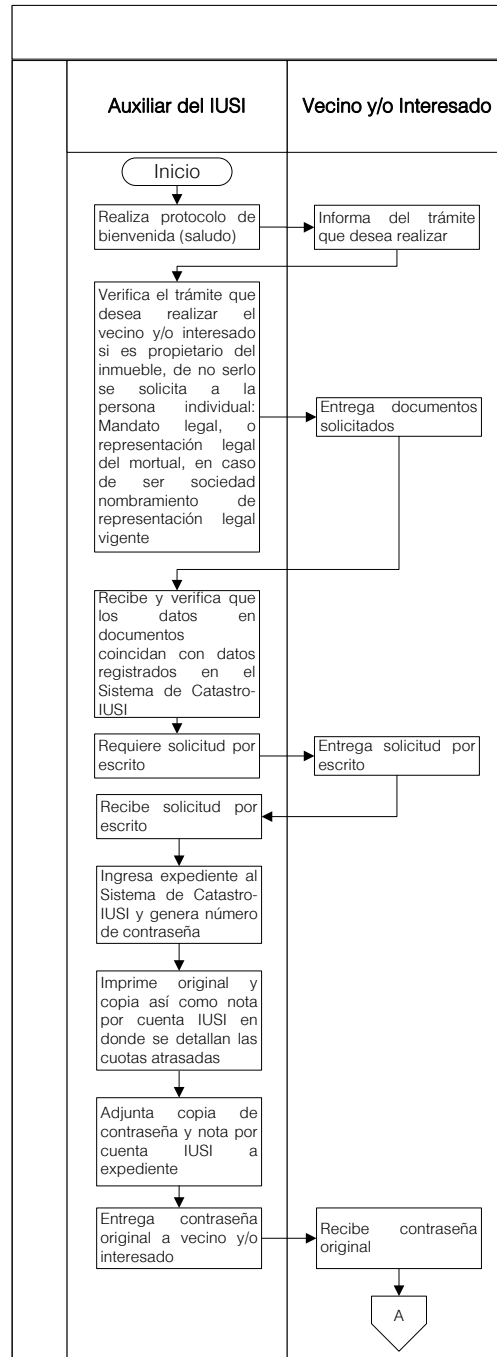 Auxiliar del IUSI
Vecino y/o Interesado
Inicio
Realiza protocolo de
bienvenida (saludo)
Informa del trámite
que desea realizar
Verifica el trámite que
desea realizar el
vecino y/o interesado
si es propietario del
inmueble, de no serlo
se solicita a la
persona individual:
Mandato legal, o
representación legal
del mortual, en caso
de ser sociedad
nombramiento de
representación legal
vigente
Entrega documentos
solicitados
Recibe y verifica que
los datos en
documentos
coincidan con datos
registrados en el
Sistema de Catastro-
IUSI
Requiere solicitud por
escrito
Entrega solicitud por
escrito
Recibe solicitud por
escrito
Ingresa expediente al
Sistema de Catastro-
IUSI y genera número
de contraseña
Imprime original y
copia así como nota
por cuenta IUSI en
donde se detallan las
cuotas atrasadas
Adjunta copia de
contraseña y nota por
cuenta IUSI a
expediente
Entrega contraseña
original a vecino y/o
interesado
Recibe contraseña
original
A